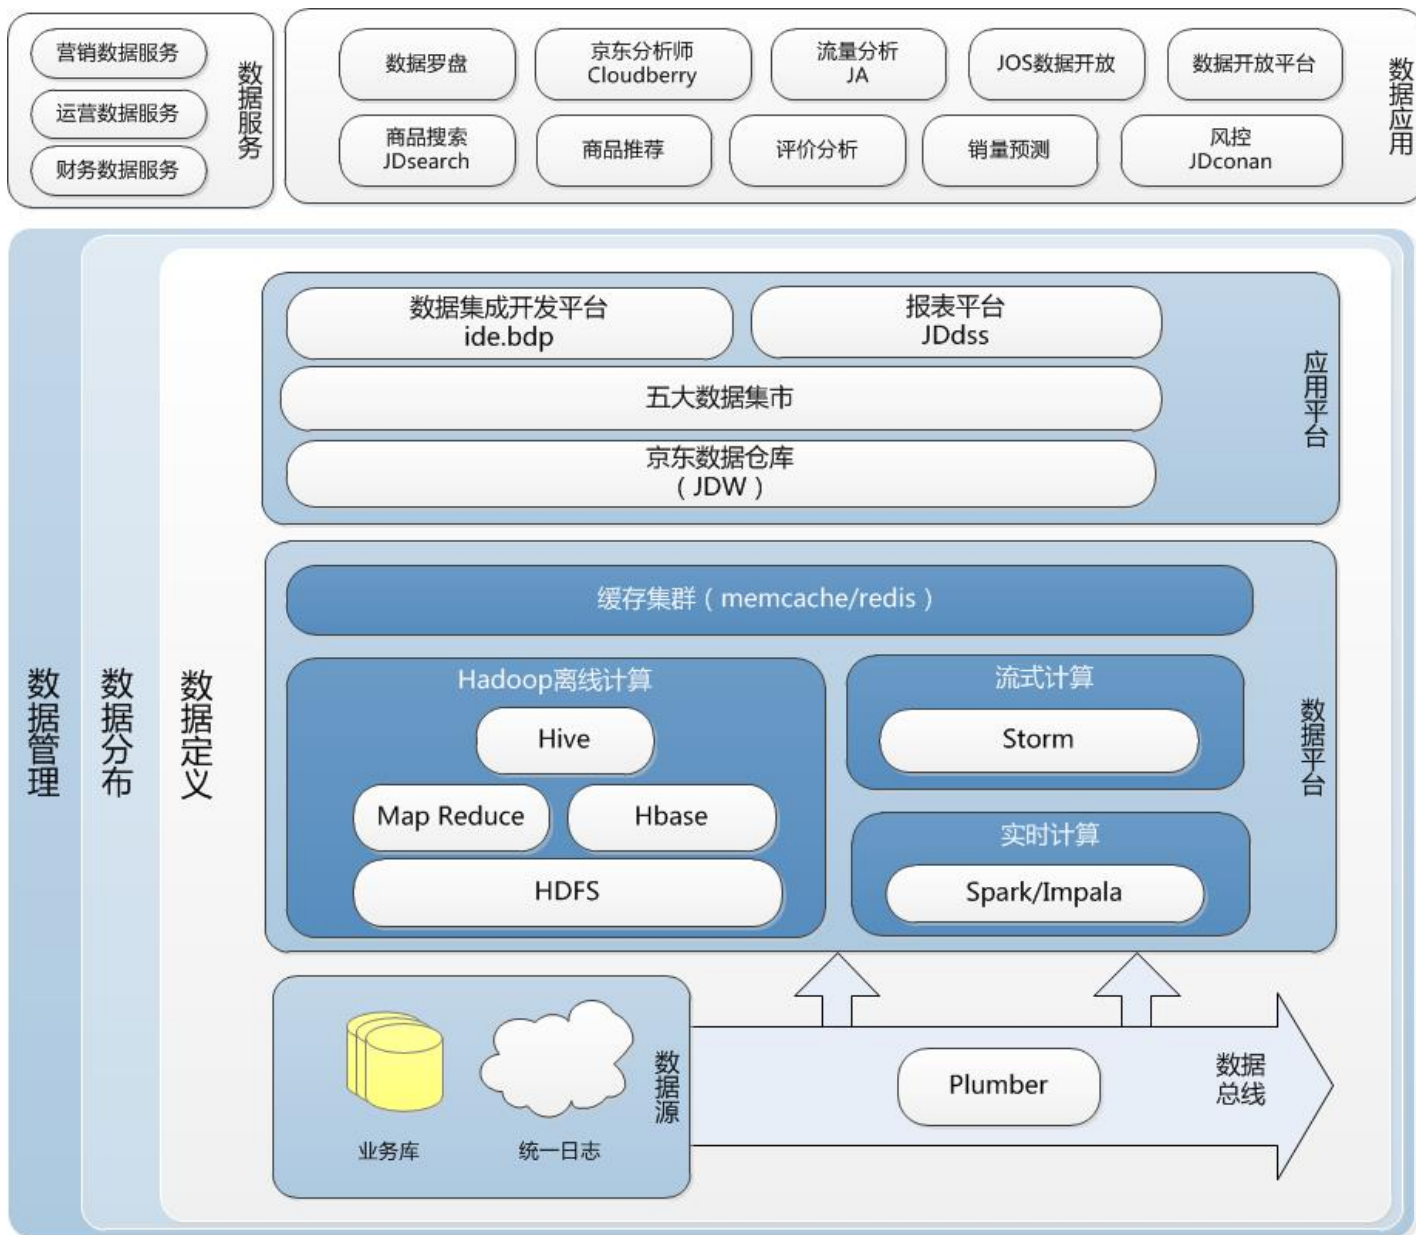 营销数据服务
运营数据服务
财务数据服务
数据服务
数据罗盘
京东分析师
Cloudberry
流量分析
JA
JOS数据开放
数据开放平台
商品搜索
JDsearch
商品推荐
评价分析
销量预测
风控
JDconan
数据应用
数据管理
数据分布
数据定义
数据集成开发平台
ide.bdp
报表平台
JDdss
五大数据集市
京东数据仓库
（JDW）
应用平台
缓存集群（memcache/redis）
Hadoop离线计算
Hive
Map Reduce
Hbase
HDFS
流式计算
Storm
实时计算
Spark/Impala
数据平台
业务库
统一日志
数据源
Plumber
数据
总线